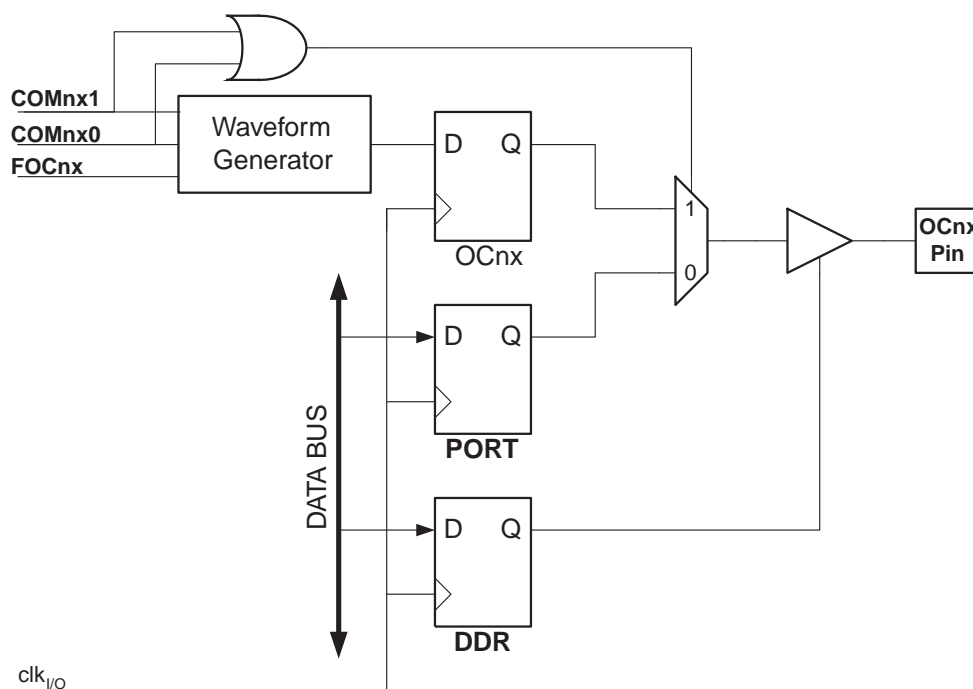 COMnx1
COMnx0
FOCnx
Waveform
Generator
D Q
OCnx
1
0
OCnx
Pin
D Q
PORT
DATA BUS
D Q
DDR
clkI/O